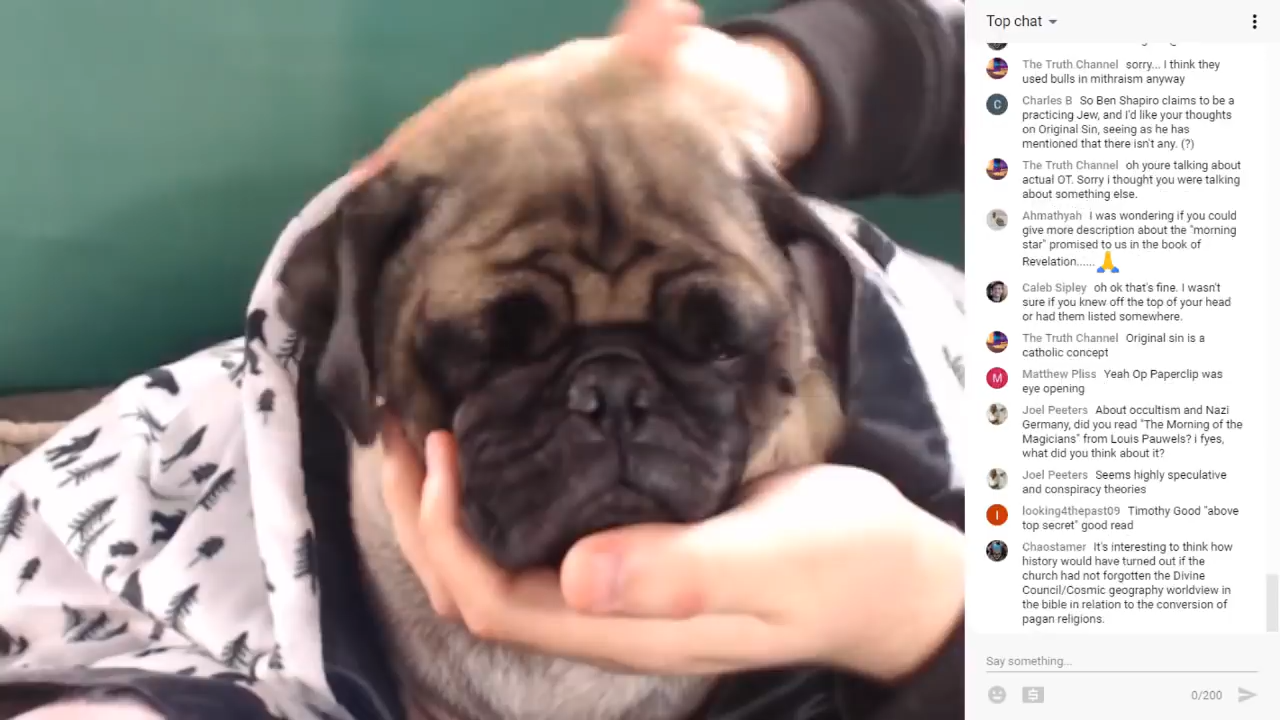 Top chat
The Truth Channel sorry... I think they
used bulls in mithraism anyway
Charles B So Ben Shapiro claims to be a
practicing Jew, and I'd like your thoughts
on Original Sin, seeing as he has
mentioned that there isn't any. (?)
The Truth Channel oh youre talking about
actual OT. Sorry i thought you were talking
about something else.
Ahmathyah I was wondering if you could
give more description about the "morning
star" promised to us in the book of
Revelation...... 🙏
Caleb Sipley oh ok that's fine. I wasn't
sure if you knew off the top of your head
or had them listed somewhere.
The Truth Channel Original sin is a
catholic concept
Matthew Pliss Yeah Op Paperclip was
eye opening
Joel Peeters About occultism and Nazi
Germany, did you read "The Morning of the
Magicians" from Louis Pauwels? i fyes,
what did you think about it?
Joel Peeters Seems highly speculative
and conspiracy theories
looking4thepast09 Timothy Good "above
top secret" good read
Chaostamer It's interesting to think how
history would have turned out if the
church had not forgotten the Divine
Council/Cosmic geography worldview in
the bible in relation to the conversion of
pagan religions.
Say something...
0/200